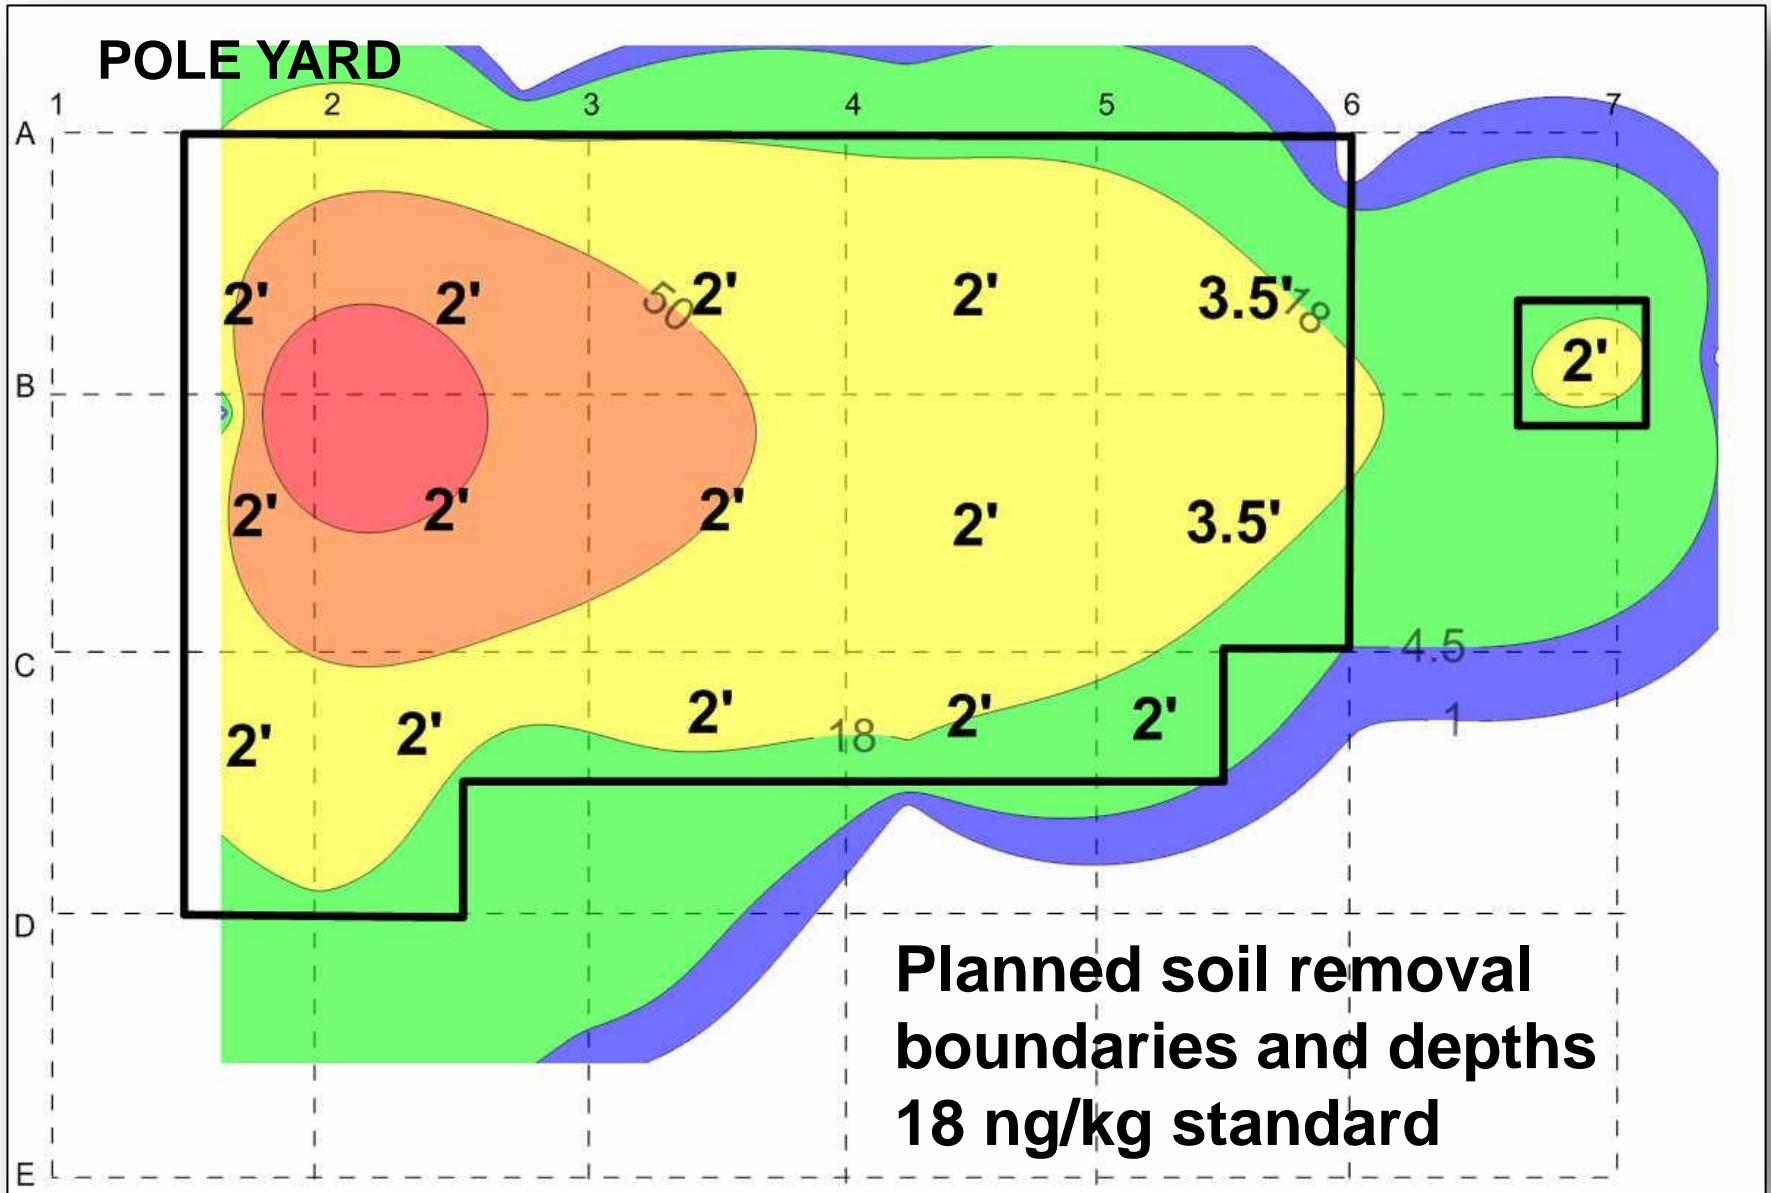 POLE YARD
1 2 3 4 5 6 7
A
2' 2' 50 2' 2' 3.5' 18
2'
B
2' 2' 2' 2' 3.5'
C
4.5
2' 2' 2' 18 2' 2' 1
D
Planned soil removal
boundaries and depths
18 ng/kg standard
E